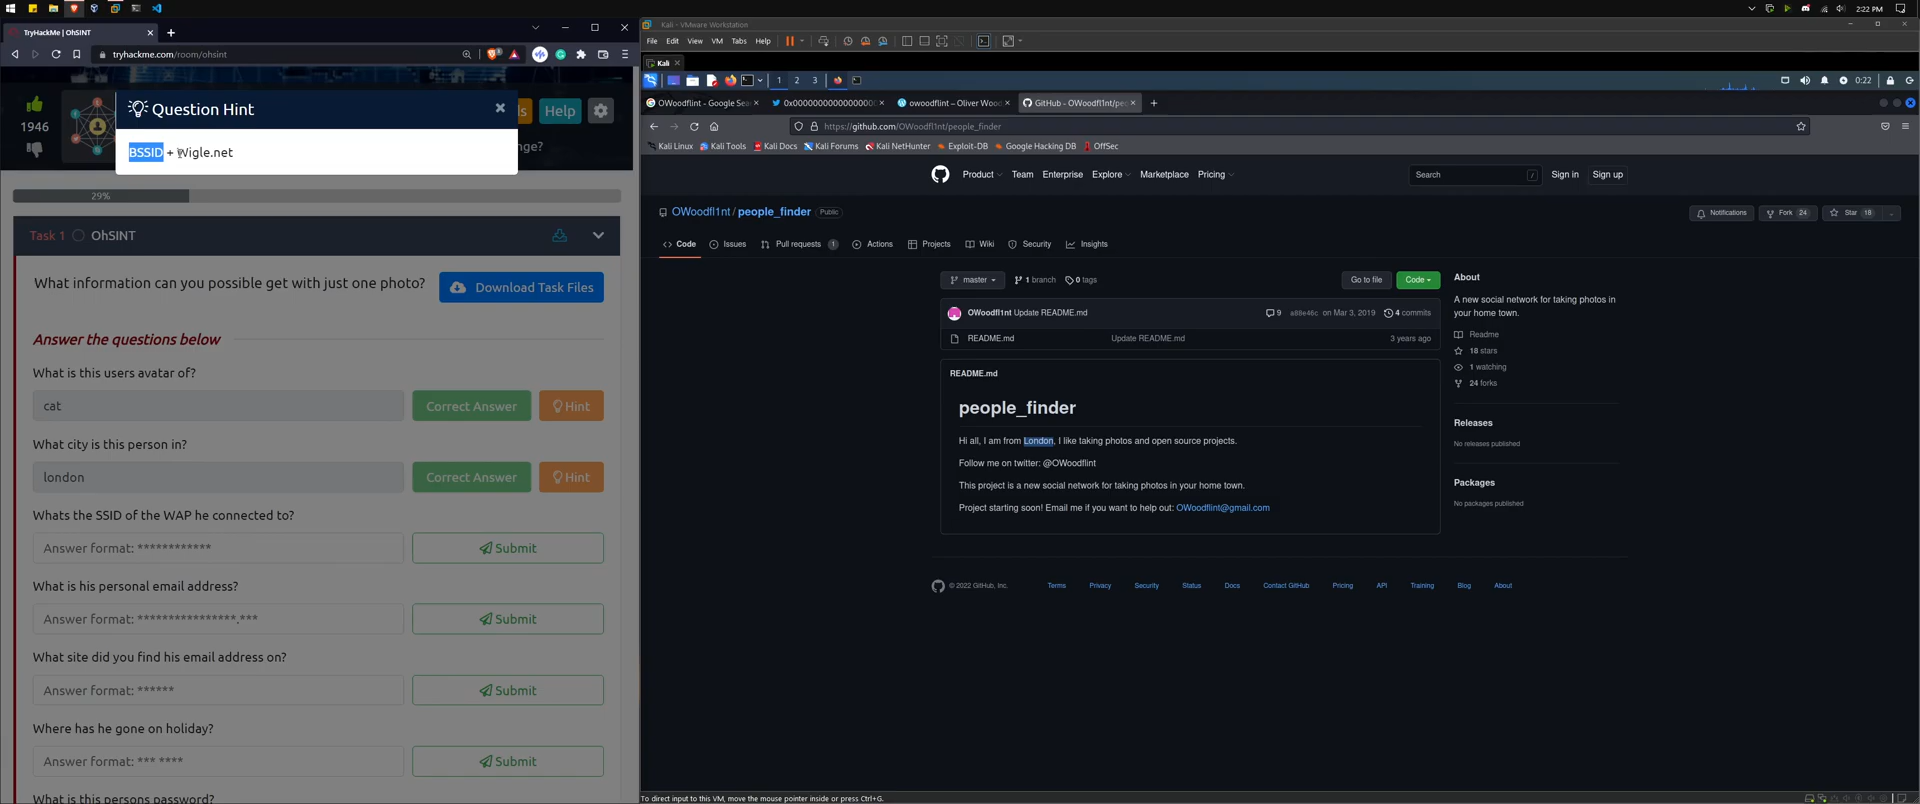 2:22 PM
TryHackMe | OhSINT
tryhackme.com/room/ohsint
Question Hint
BSSID + Wigle.net
1946
Help
29%
Task 1
OhSINT
What information can you possible get with just one photo?
Download Task Files
Answer the questions below
What is this users avatar of?
cat
Correct Answer
Hint
What city is this person in?
london
Correct Answer
Hint
Whats the SSID of the WAP he connected to?
Answer format: ************
Submit
What is his personal email address?
Answer format: ****************.***
Submit
What site did you find his email address on?
Answer format: ******
Submit
Where has he gone on holiday?
Answer format: *** ****
Submit
What is this persons password?
Kali - VMware Workstation
File Edit View VM Tabs Help
Kali
1 2 3
0:22
OWoodflint - Google Sea
0x0000000000000000
owoodflint – Oliver Wood
GitHub - OWoodfl1nt/peo
https://github.com/OWoodfl1nt/people_finder
Kali Linux Kali Tools Kali Docs Kali Forums Kali NetHunter Exploit-DB Google Hacking DB OffSec
Product Team Enterprise Explore Marketplace Pricing
Search /
Sign in Sign up
OWoodfl1nt / people_finder Public
Notifications Fork 24 Star 18
Code Issues Pull requests 1 Actions Projects Wiki Security Insights
master 1 branch 0 tags
Go to file Code
OWoodfl1nt Update README.md 9 a88e46c on Mar 3, 2019 4 commits
README.md Update README.md 3 years ago
README.md
people_finder
Hi all, I am from London, I like taking photos and open source projects.
Follow me on twitter: @OWoodflint
This project is a new social network for taking photos in your home town.
Project starting soon! Email me if you want to help out: OWoodflint@gmail.com
About
A new social network for taking photos in
your home town.
Readme
18 stars
1 watching
24 forks
Releases
No releases published
Packages
No packages published
© 2022 GitHub, Inc. Terms Privacy Security Status Docs Contact GitHub Pricing API Training Blog About
To direct input to this VM, move the mouse pointer inside or press Ctrl+G.